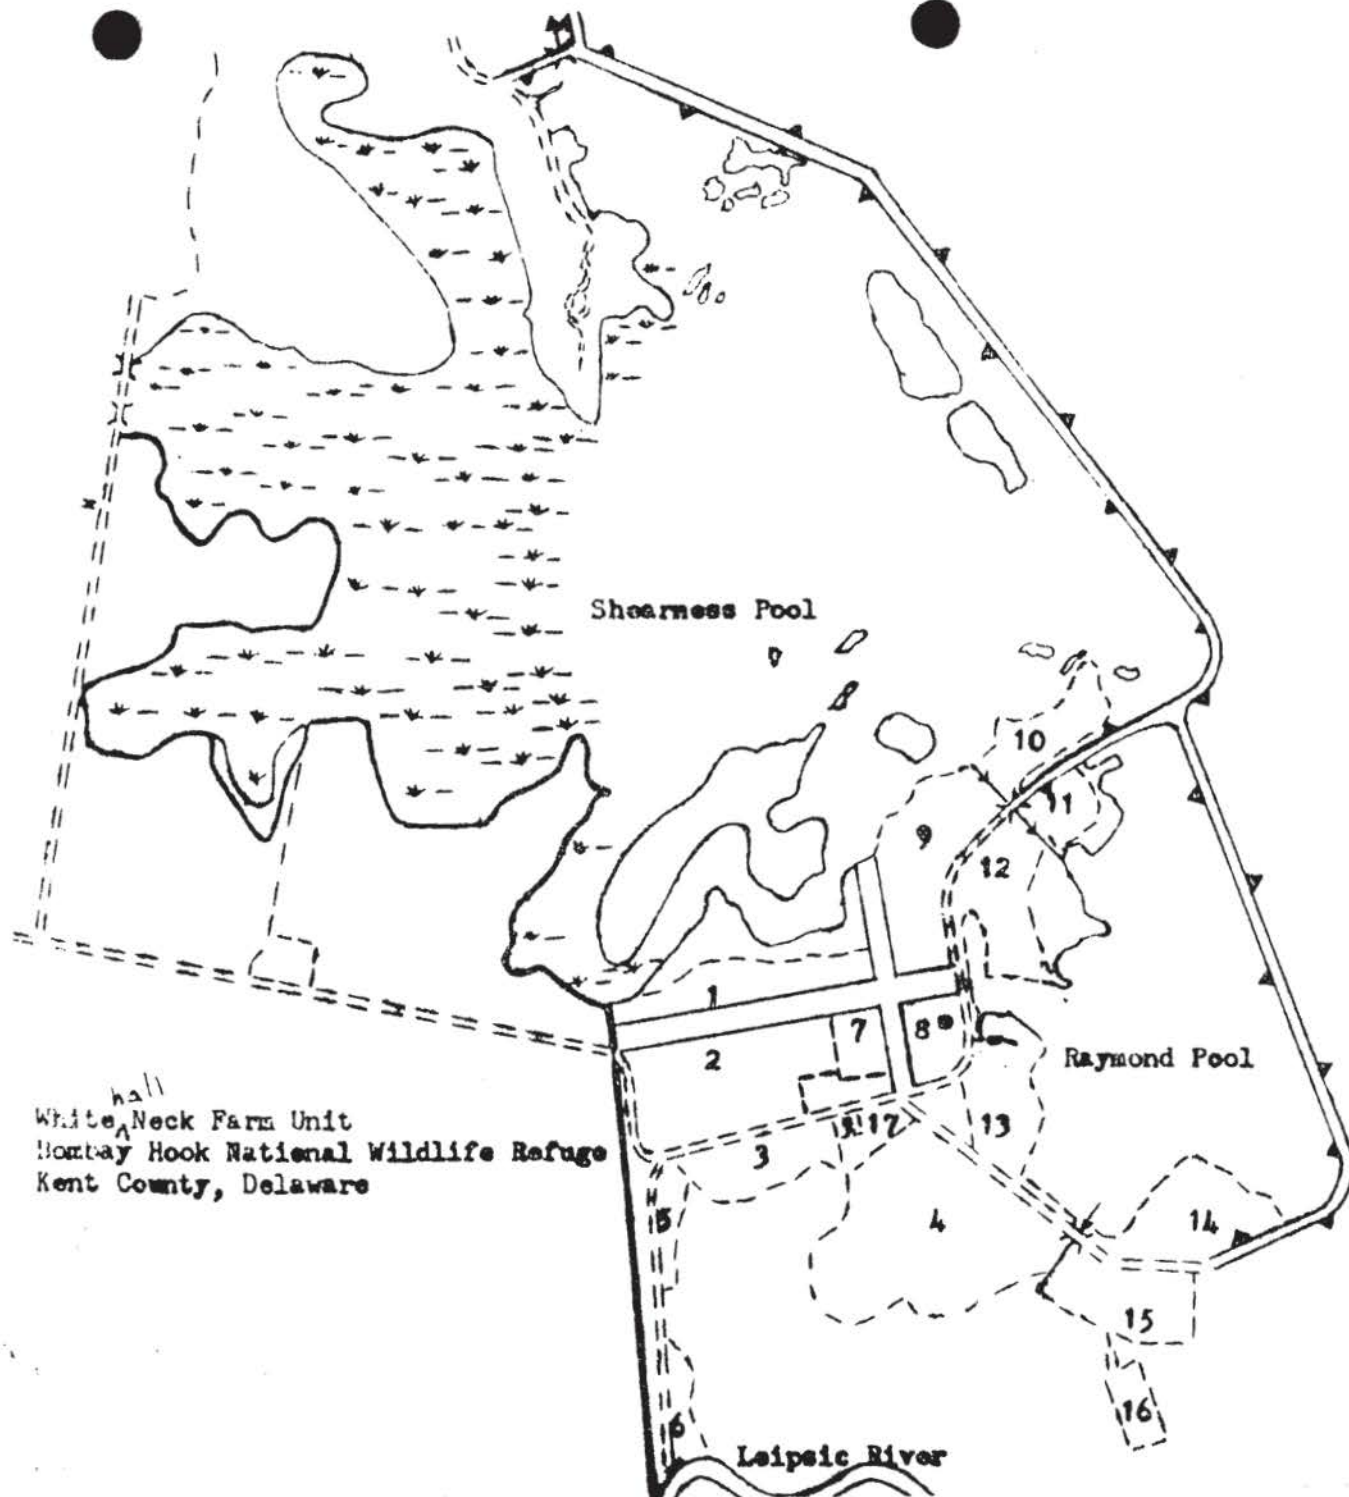 Shearness Pool
10
11
9
12
1
7
8
2
Raymond Pool
hall
White ^ Neck Farm Unit
Bombay Hook National Wildlife Refuge
Kent County, Delaware
17
13
3
5
4
14
15
16
6
Leipsic River